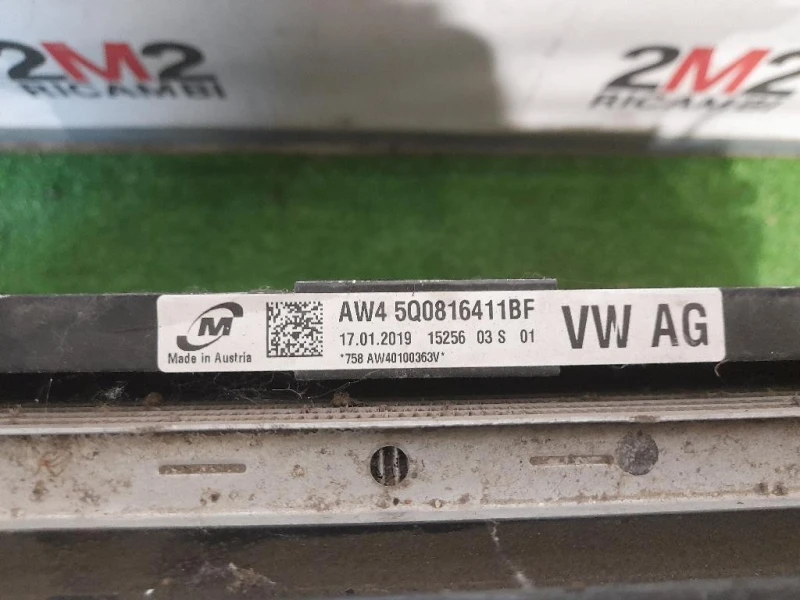 2M2 2M2
RICAMBI RICAMBI
M
Made in Austria
AW4 5Q0816411BF
17.01.2019 15256 03 S 01
*758 AW40100363V*
VW AG